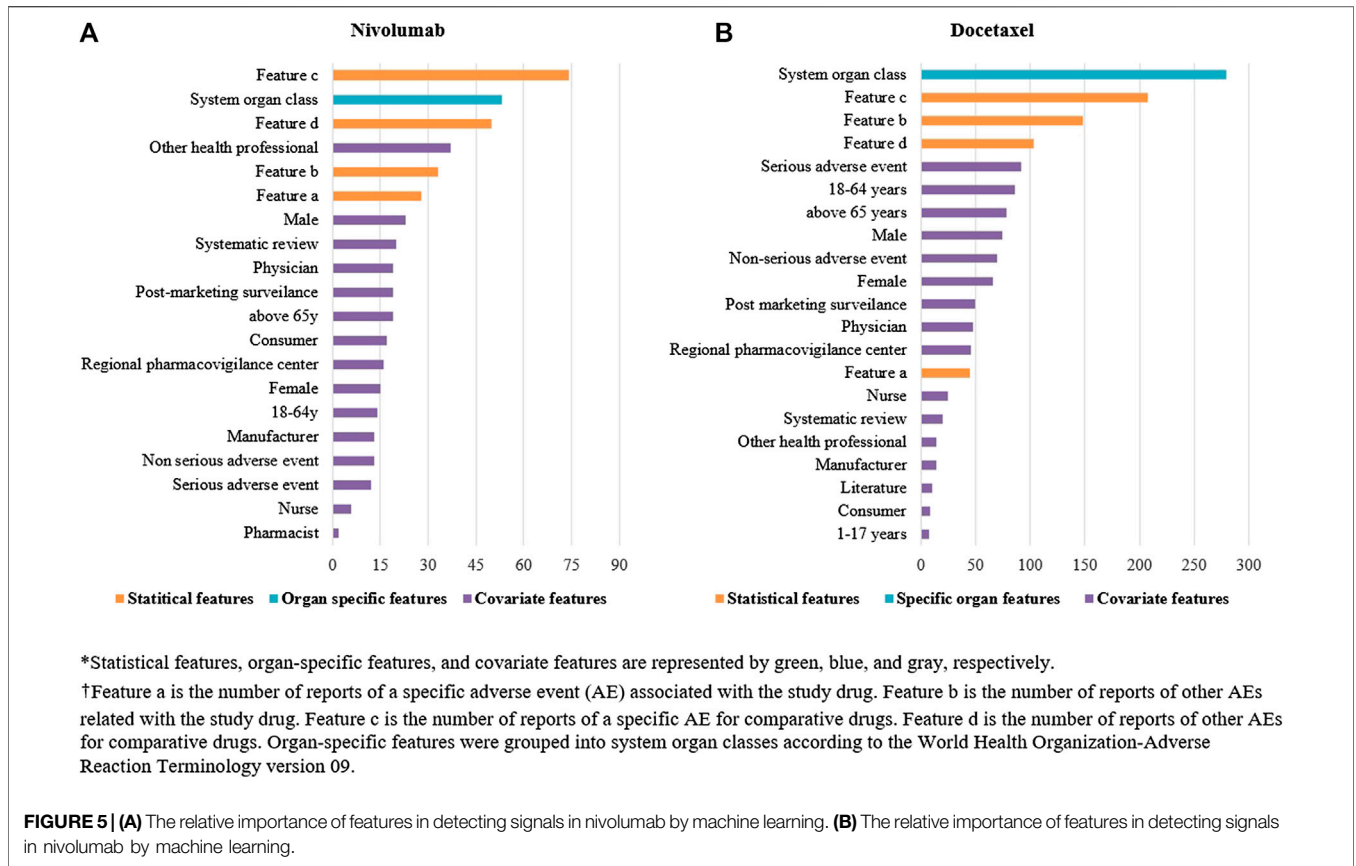 A
Nivolumab
Feature c
System organ class
Feature d
Other health professional
Feature b
Feature a
Male
Systematic review
Physician
Post-marketing surveilance
above 65y
Consumer
Regional pharmacovigilance center
Female
18-64y
Manufacturer
Non serious adverse event
Serious adverse event
Nurse
Pharmacist
0 15 30 45 60 75 90
Statitical features Organ specific features Covariate features
B
Docetaxel
System organ class
Feature c
Feature b
Feature d
Serious adverse event
18-64 years
above 65 years
Male
Non-serious adverse event
Female
Post marketing surveilance
Physician
Regional pharmacovigilance center
Feature a
Nurse
Systematic review
Other health professional
Manufacturer
Literature
Consumer
1-17 years
0 50 100 150 200 250 300
Statistical features Specific organ features Covariate features
*Statistical features, organ-specific features, and covariate features are represented by green, blue, and gray, respectively.
†Feature a is the number of reports of a specific adverse event (AE) associated with the study drug. Feature b is the number of reports of other AEs
related with the study drug. Feature c is the number of reports of a specific AE for comparative drugs. Feature d is the number of reports of other AEs
for comparative drugs. Organ-specific features were grouped into system organ classes according to the World Health Organization-Adverse
Reaction Terminology version 09.
FIGURE 5 | (A) The relative importance of features in detecting signals in nivolumab by machine learning. (B) The relative importance of features in detecting signals
in nivolumab by machine learning.